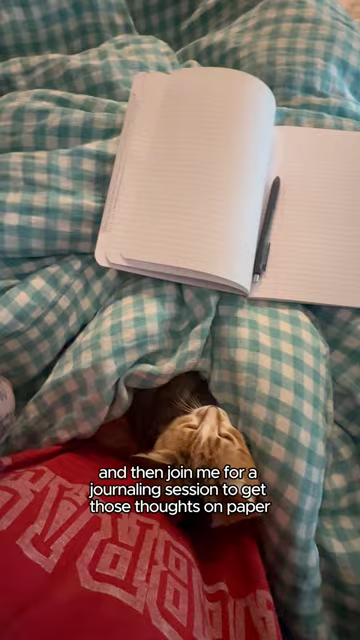 and then join me for a
journaling session to get
those thoughts on paper